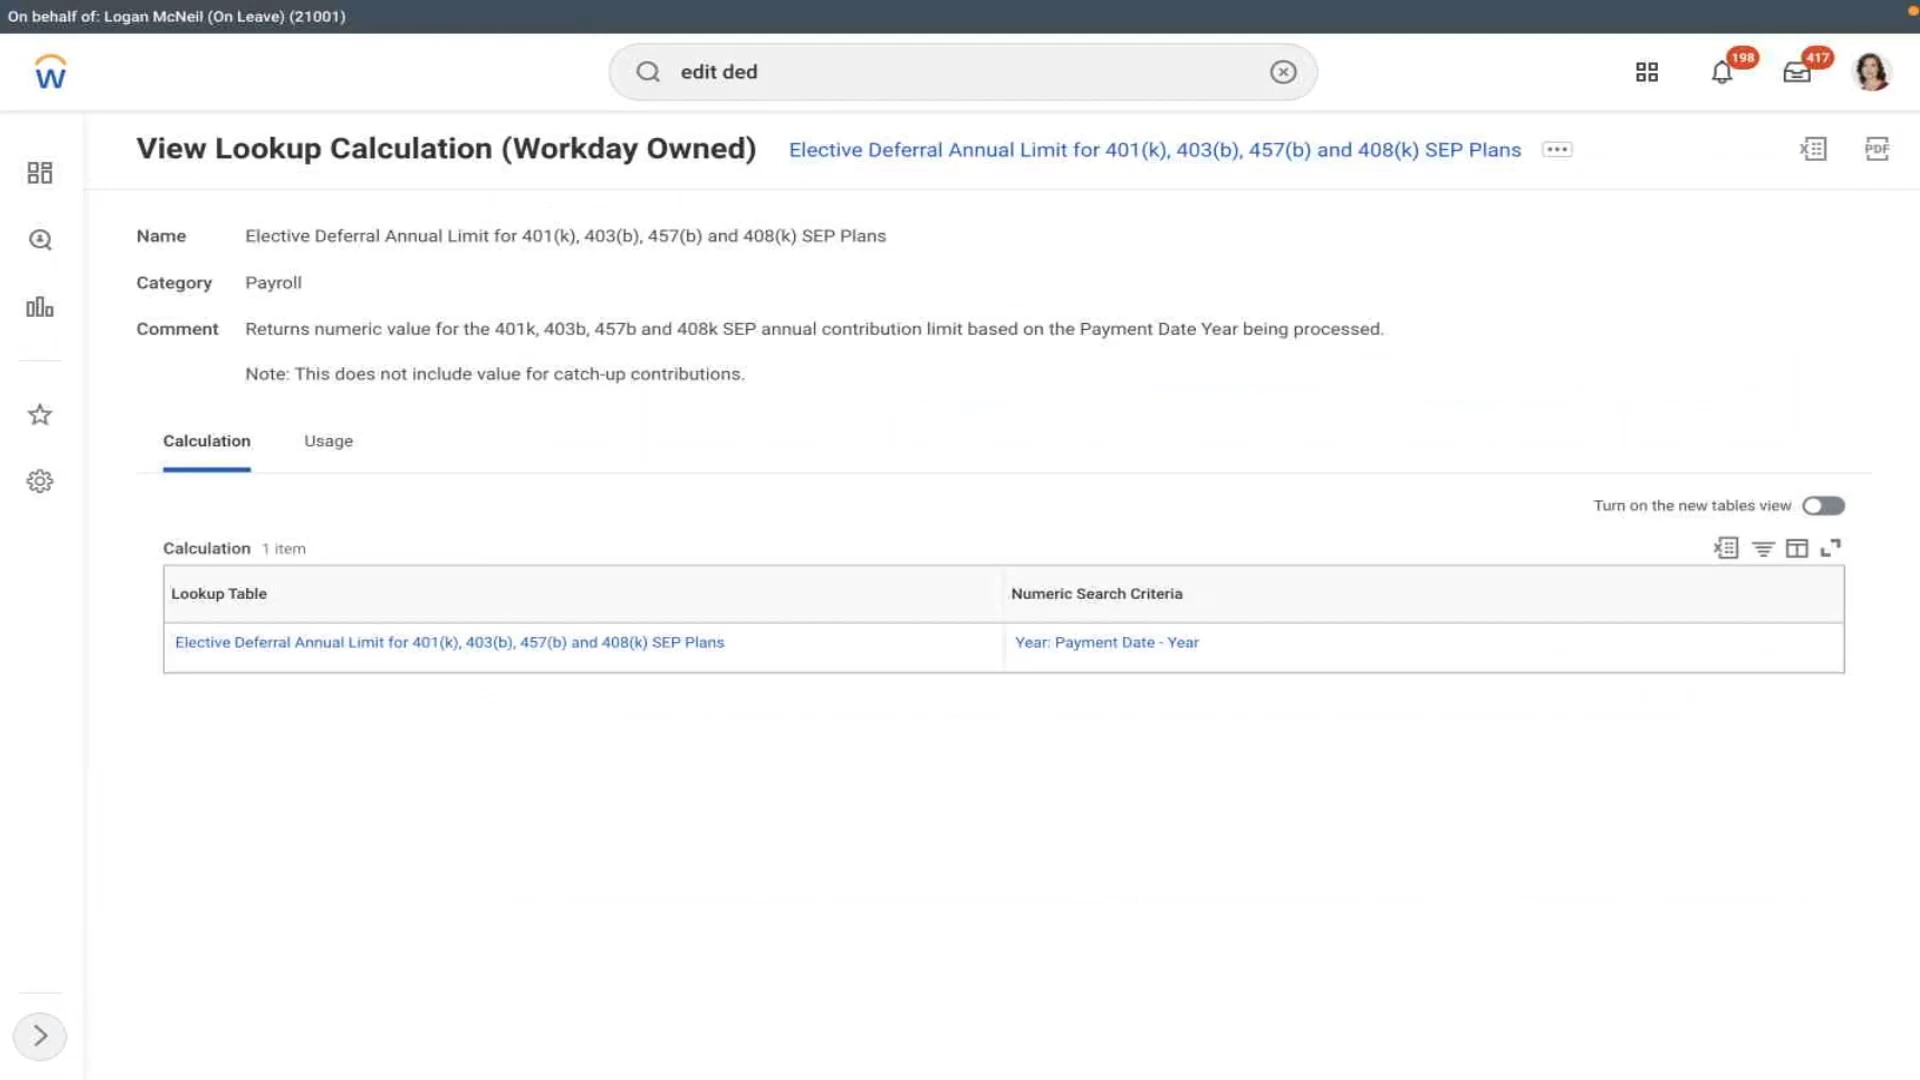 On behalf of: Logan McNeil (On Leave) (21001)
W
edit ded
198
417
View Lookup Calculation (Workday Owned) Elective Deferral Annual Limit for 401(k), 403(b), 457(b) and 408(k) SEP Plans
PDF
Name Elective Deferral Annual Limit for 401(k), 403(b), 457(b) and 408(k) SEP Plans
Category Payroll
Comment Returns numeric value for the 401k, 403b, 457b and 408k SEP annual contribution limit based on the Payment Date Year being processed.
Note: This does not include value for catch-up contributions.
Calculation Usage
Turn on the new tables view
Calculation 1 item
Lookup Table Numeric Search Criteria
Elective Deferral Annual Limit for 401(k), 403(b), 457(b) and 408(k) SEP Plans Year: Payment Date - Year